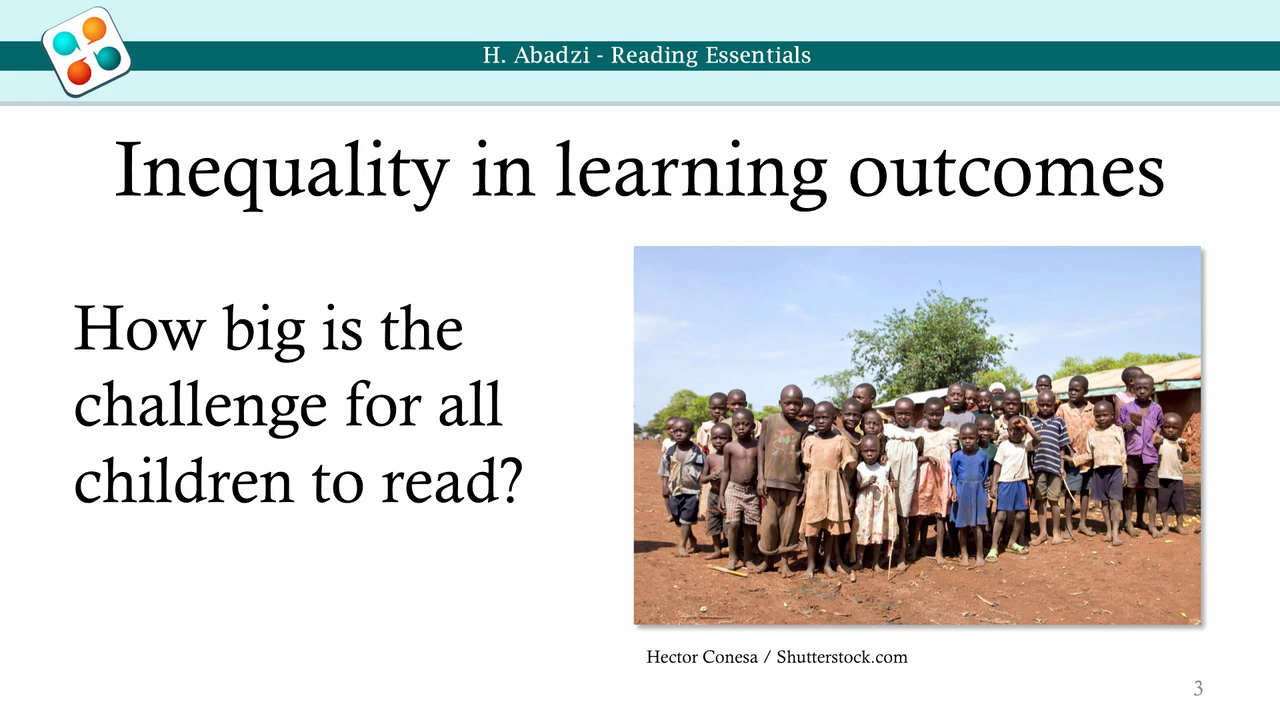 H. Abadzi - Reading Essentials
Inequality in learning outcomes
How big is the
challenge for all
children to read?
Hector Conesa / Shutterstock.com
3